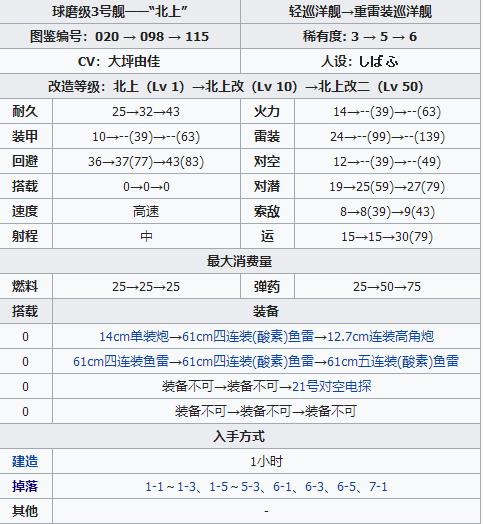 球磨级3号舰——“北上” 轻巡洋舰→重雷装巡洋舰
图鉴编号：020 → 098 → 115 稀有度: 3 → 5 → 6
CV：大坪由佳 人设：しばふ
改造等级：北上（Lv 1）→北上改（Lv 10）→北上改二（Lv 50）
耐久 25→32→43 火力 14→--(39)→--(63)
装甲 10→--(39)→--(63) 雷装 24→--(99)→--(139)
回避 36→37(77)→43(83) 对空 12→--(39)→--(49)
搭载 0→0→0 对潜 19→25(59)→27(79)
速度 高速 索敌 8→8(39)→9(43)
射程 中 运 15→15→30(79)
最大消费量
燃料 25→25→25 弹药 25→50→75
搭载 装备
0 14cm单装炮→61cm四连装(酸素)鱼雷→12.7cm连装高角炮
0 61cm四连装鱼雷→61cm四连装(酸素)鱼雷→61cm五连装(酸素)鱼雷
0 装备不可→装备不可→21号对空电探
0 装备不可→装备不可→装备不可
入手方式
建造 1小时
掉落 1-1～1-3、1-5～5-3、6-1、6-3、6-5、7-1
其他 -